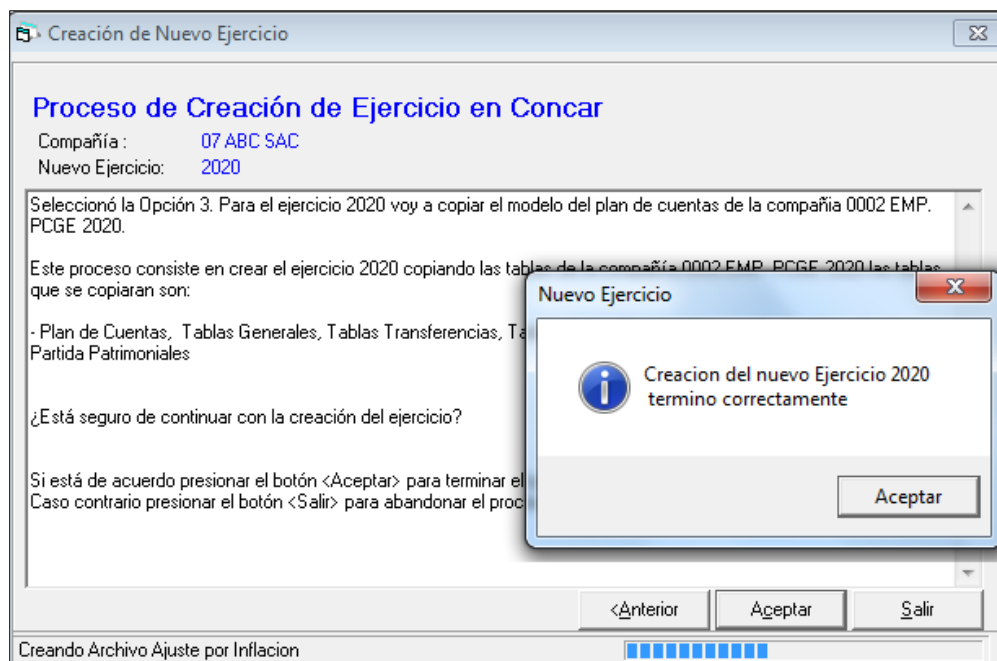 Creación de Nuevo Ejercicio
Proceso de Creación de Ejercicio en Concar
Compañía : 07 ABC SAC
Nuevo Ejercicio: 2020
Seleccionó la Opción 3. Para el ejercicio 2020 voy a copiar el modelo del plan de cuentas de la compañia 0002 EMP.
PCGE 2020.
Este proceso consiste en crear el ejercicio 2020 copiando las tablas de la compañía 0002 EMP. PCGE 2020 las tablas
que se copiaran son:
- Plan de Cuentas, Tablas Generales, Tablas Transferencias,
Partida Patrimoniales
¿Está seguro de continuar con la creación del ejercicio?
Si está de acuerdo presionar el botón <Aceptar> para terminar el
Caso contrario presionar el botón <Salir> para abandonar el
Nuevo Ejercicio
Creacion del nuevo Ejercicio 2020
termino correctamente
Aceptar
<Anterior
Aceptar
Salir
Creando Archivo Ajuste por Inflacion